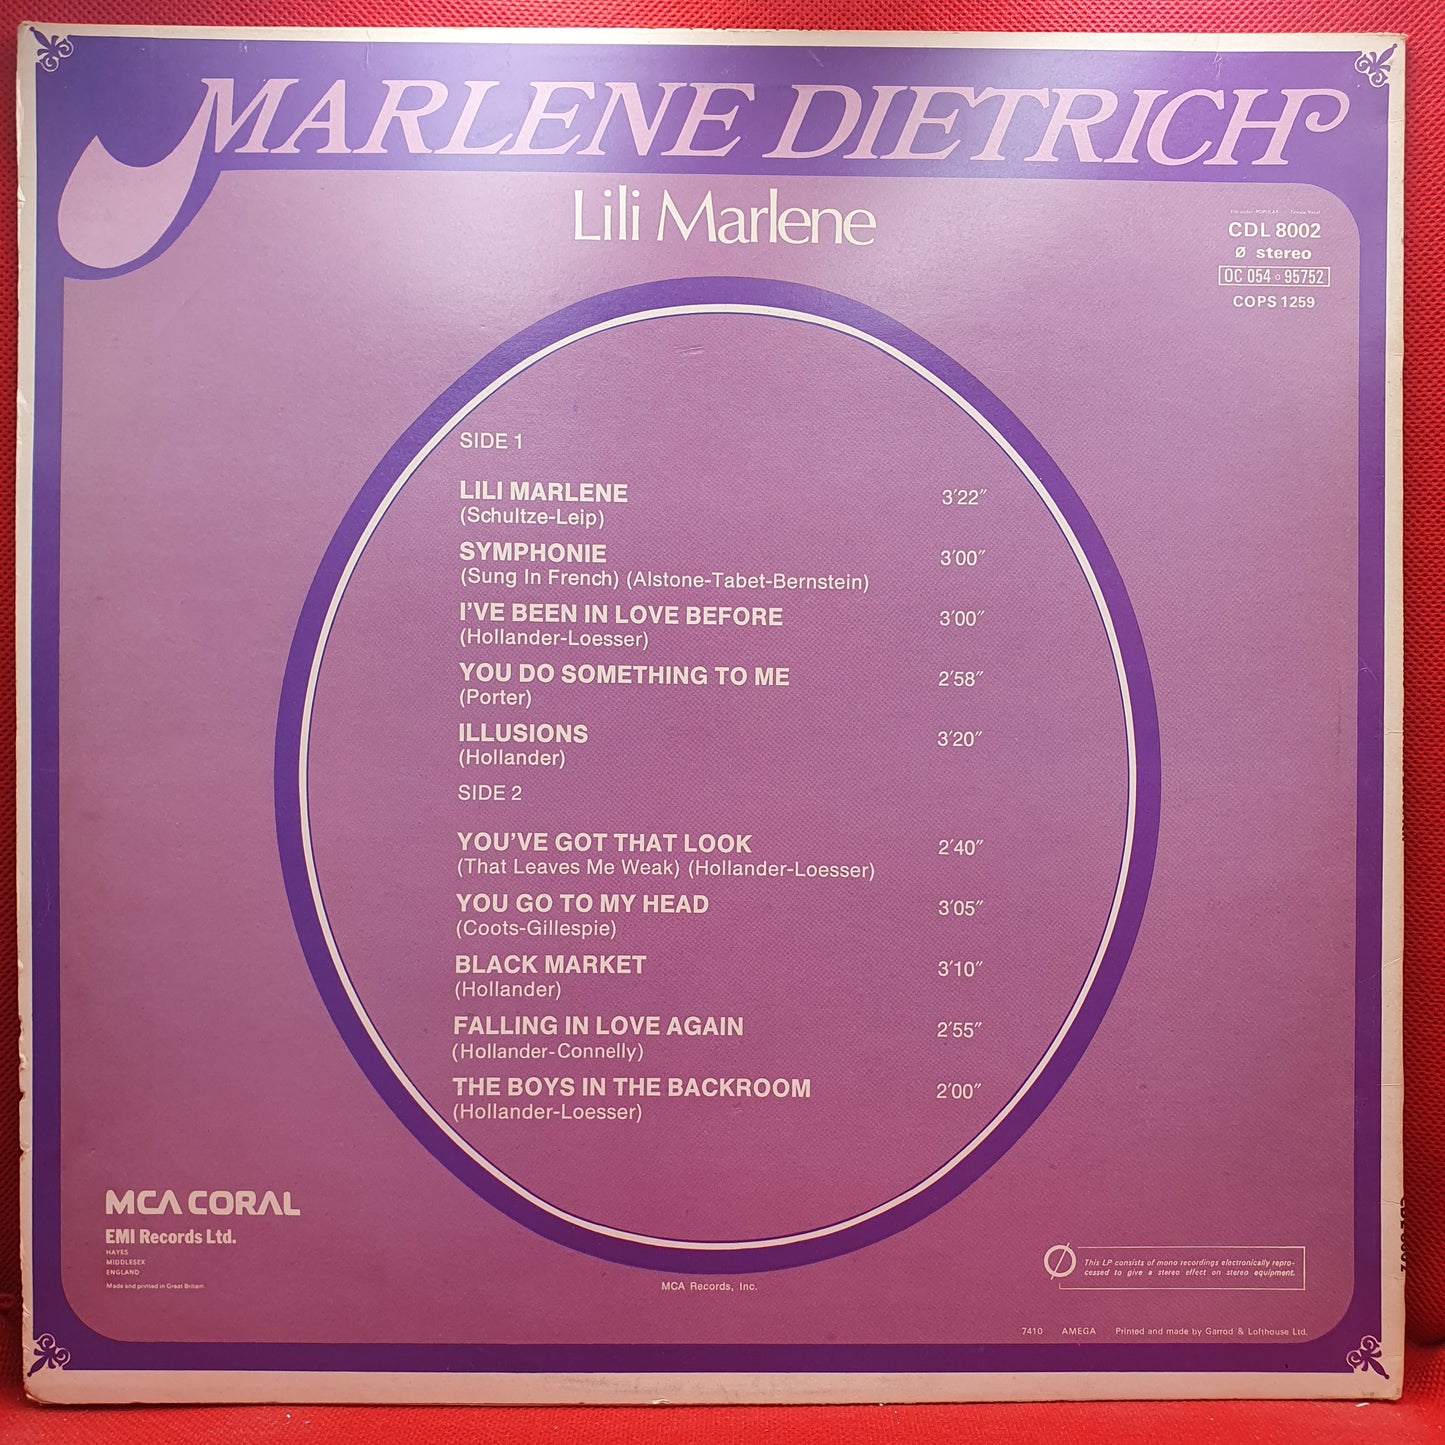 MARLENE DIETRICH
Lili Marlene
File under POPULAR : Female Vocal
CDL 8002
Ø stereo
OC 054 ○ 95752
COPS 1259
SIDE 1
LILI MARLENE 3′22″
(Schultze-Leip)
SYMPHONIE 3′00″
(Sung In French) (Alstone-Tabet-Bernstein)
I'VE BEEN IN LOVE BEFORE 3′00″
(Hollander-Loesser)
YOU DO SOMETHING TO ME 2′58″
(Porter)
ILLUSIONS 3′20″
(Hollander)
SIDE 2
YOU'VE GOT THAT LOOK 2′40″
(That Leaves Me Weak) (Hollander-Loesser)
YOU GO TO MY HEAD 3′05″
(Coots-Gillespie)
BLACK MARKET 3′10″
(Hollander)
FALLING IN LOVE AGAIN 2′55″
(Hollander-Connelly)
THE BOYS IN THE BACKROOM 2′00″
(Hollander-Loesser)
MCA CORAL
EMI Records Ltd.
HAYES
MIDDLESEX
ENGLAND
Made and printed in Great Britain
MCA Records, Inc.
Ø
This LP consists of mono recordings electronically repro-
cessed to give a stereo effect on stereo equipment.
7410 AMEGA Printed and made by Garrod & Lofthouse Ltd.